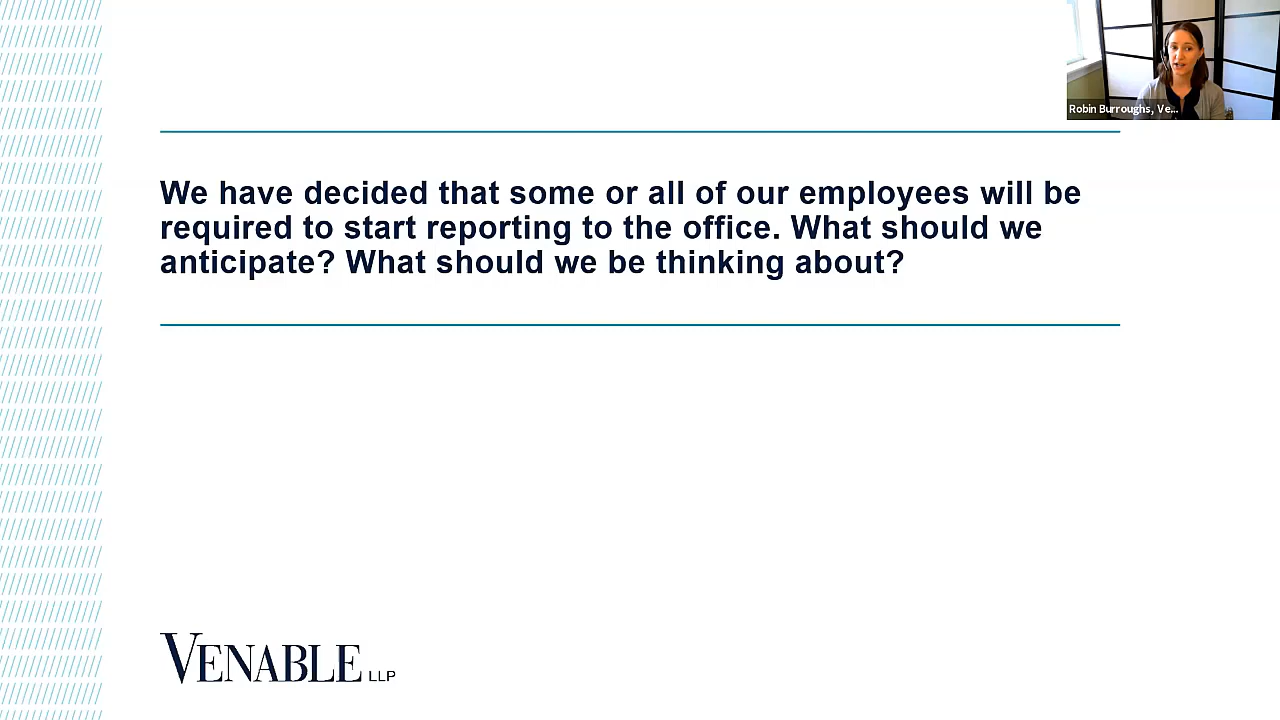 Robin Burroughs, Ve...
We have decided that some or all of our employees will be
required to start reporting to the office. What should we
anticipate? What should we be thinking about?
VENABLE LLP